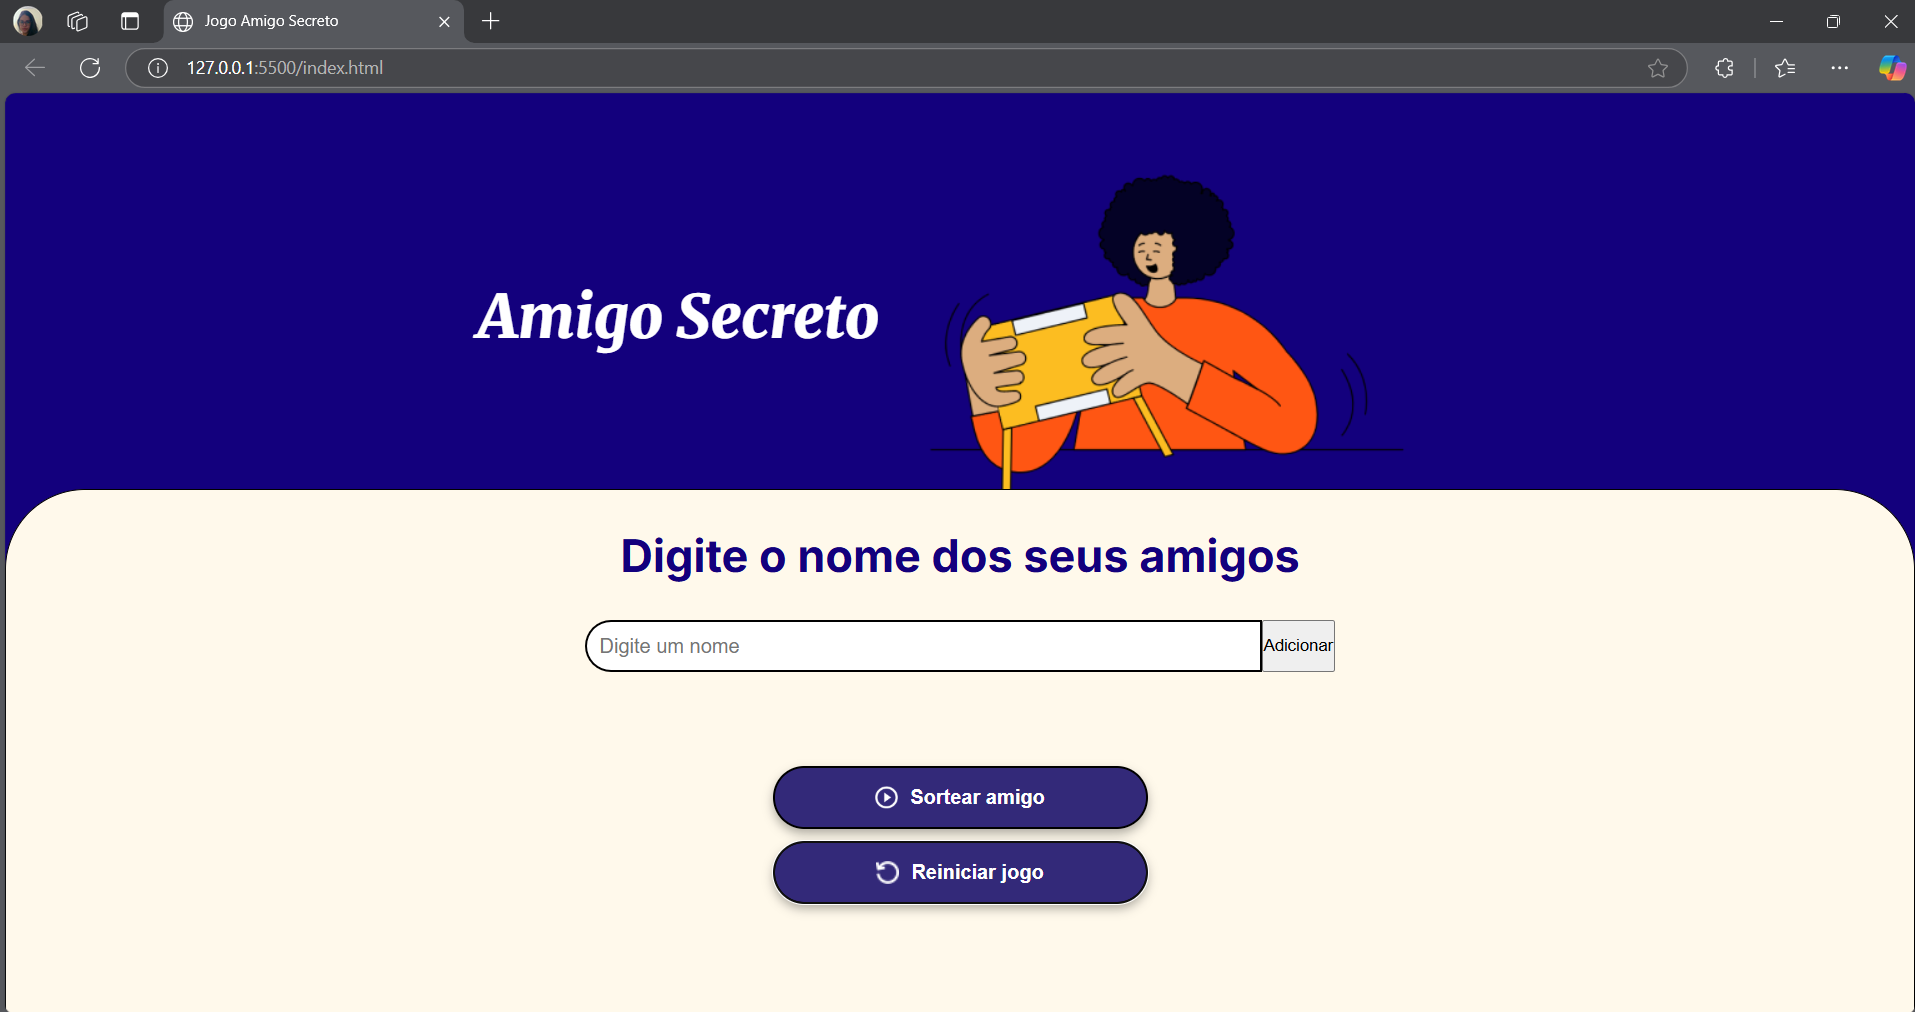 Jogo Amigo Secreto
127.0.0.1:5500/index.html
Amigo Secreto
Digite o nome dos seus amigos
Digite um nome
Adicionar
Sortear amigo
Reiniciar jogo